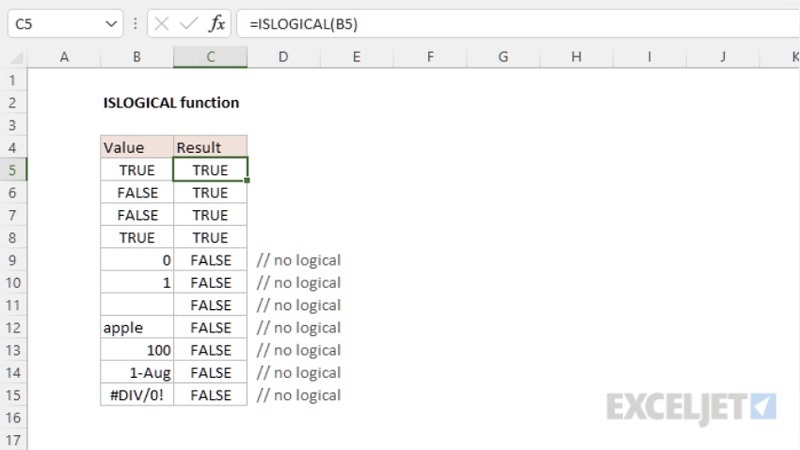 C5 fx =ISLOGICAL(B5)
A B C D E F G H I J K
1
2 ISLOGICAL function
3
4 Value Result
5 TRUE TRUE
6 FALSE TRUE
7 FALSE TRUE
8 TRUE TRUE
9 0 FALSE // no logical
10 1 FALSE // no logical
11 FALSE // no logical
12 apple FALSE // no logical
13 100 FALSE // no logical
14 1-Aug FALSE // no logical
15 #DIV/0! FALSE // no logical
16 EXCELJET
17